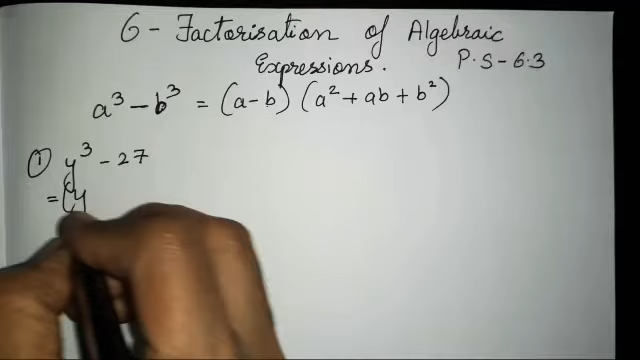 6 - Factorisation of Algebraic
Expressions. P.S - 6.3
a³ - b³ = (a-b) (a² + ab + b²)
① y³ - 27
= (y